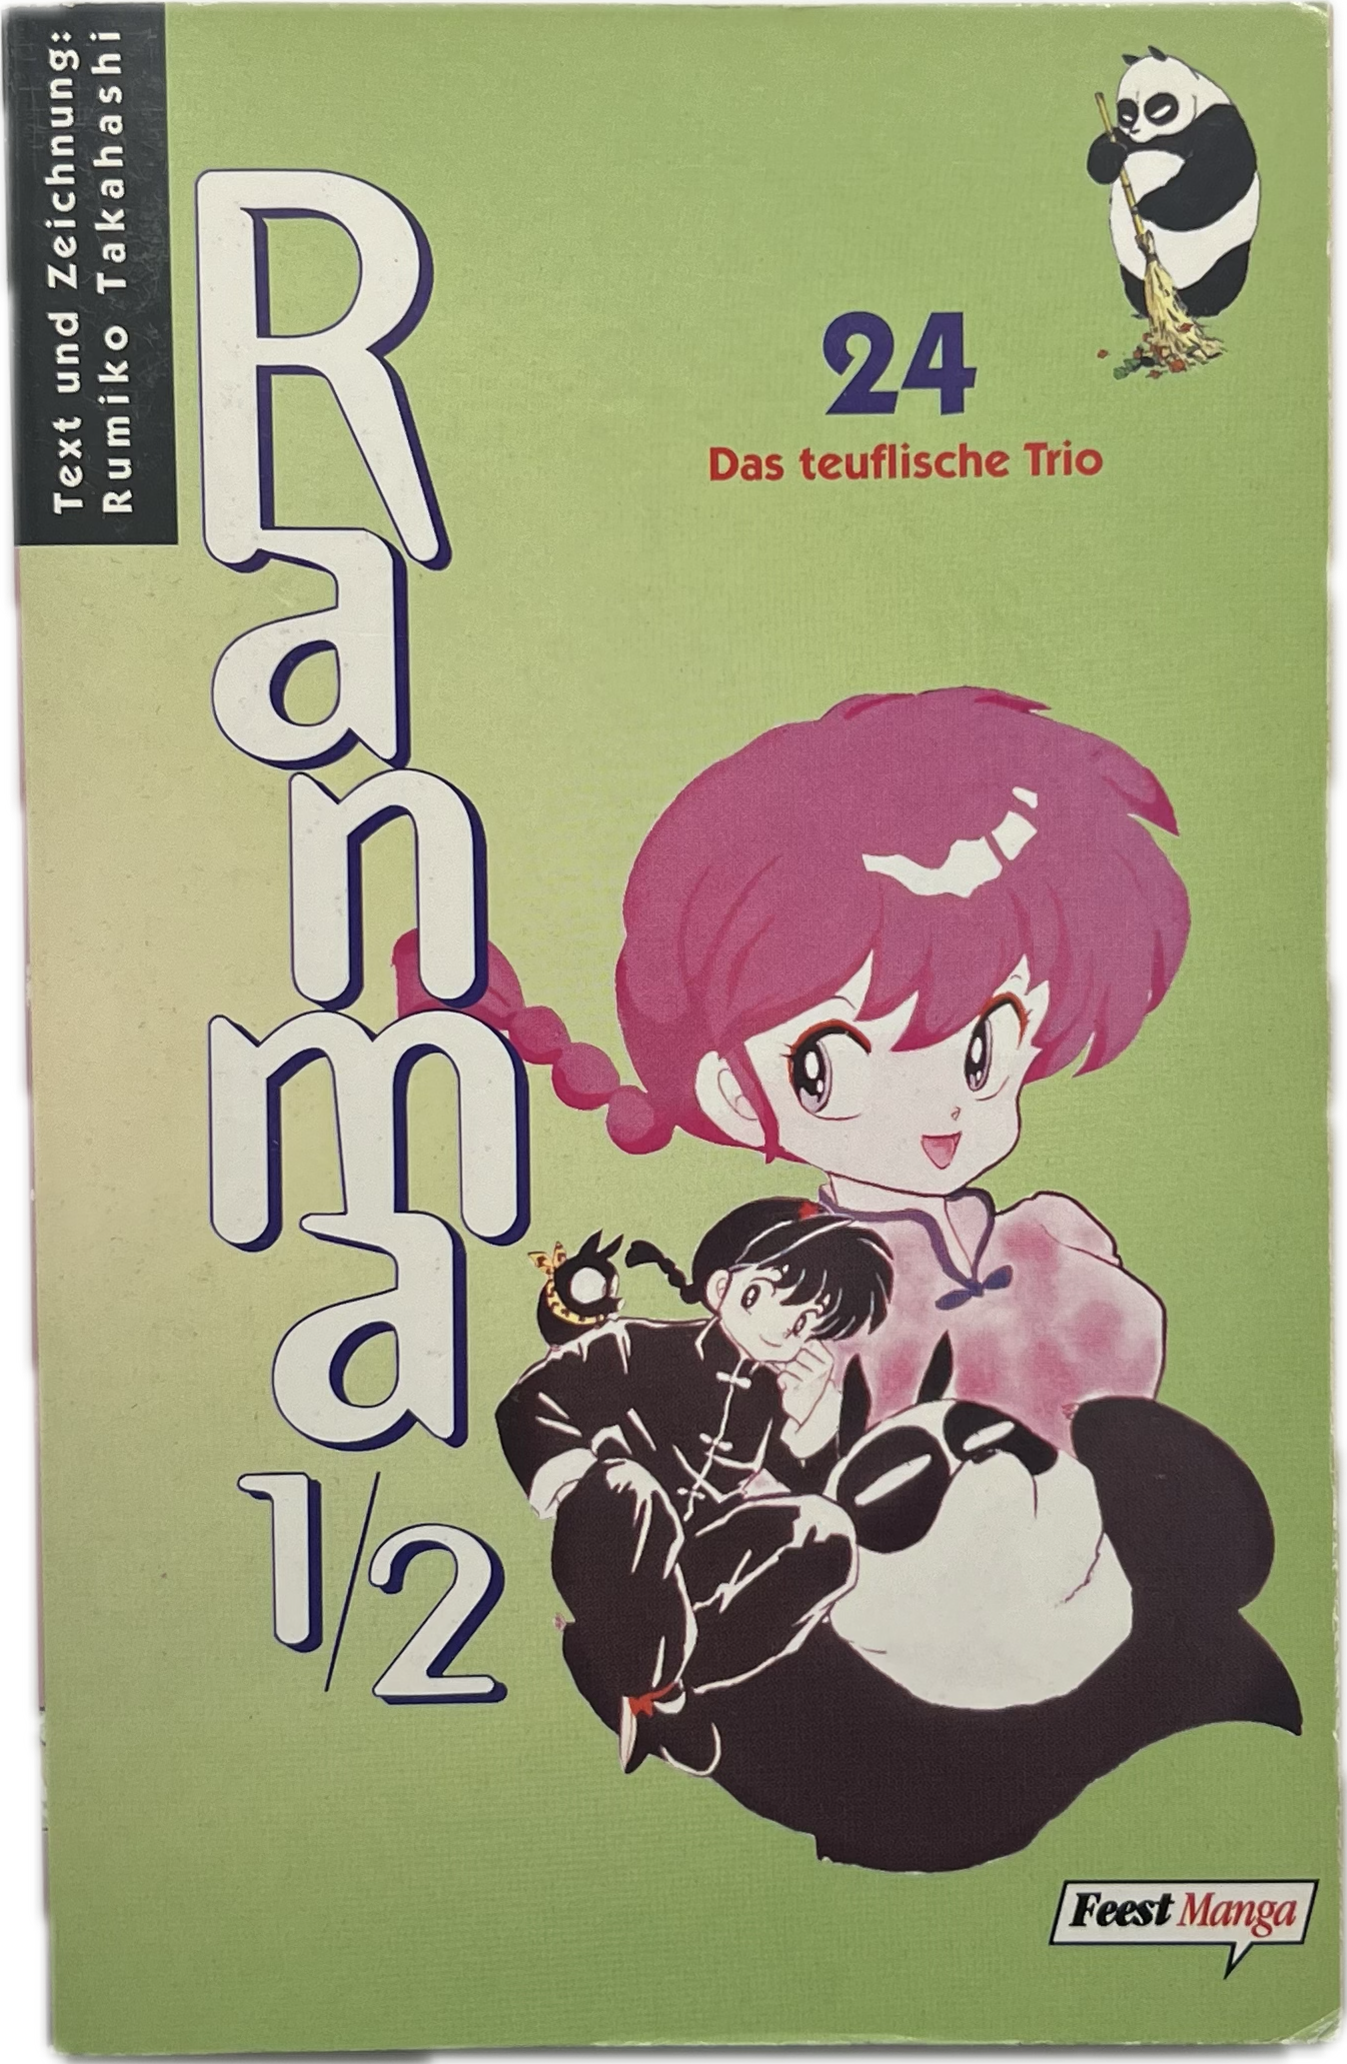 Text und Zeichnung:
Rumiko Takahashi
Ranma
1/2
24
Das teuflische Trio
Feest Manga